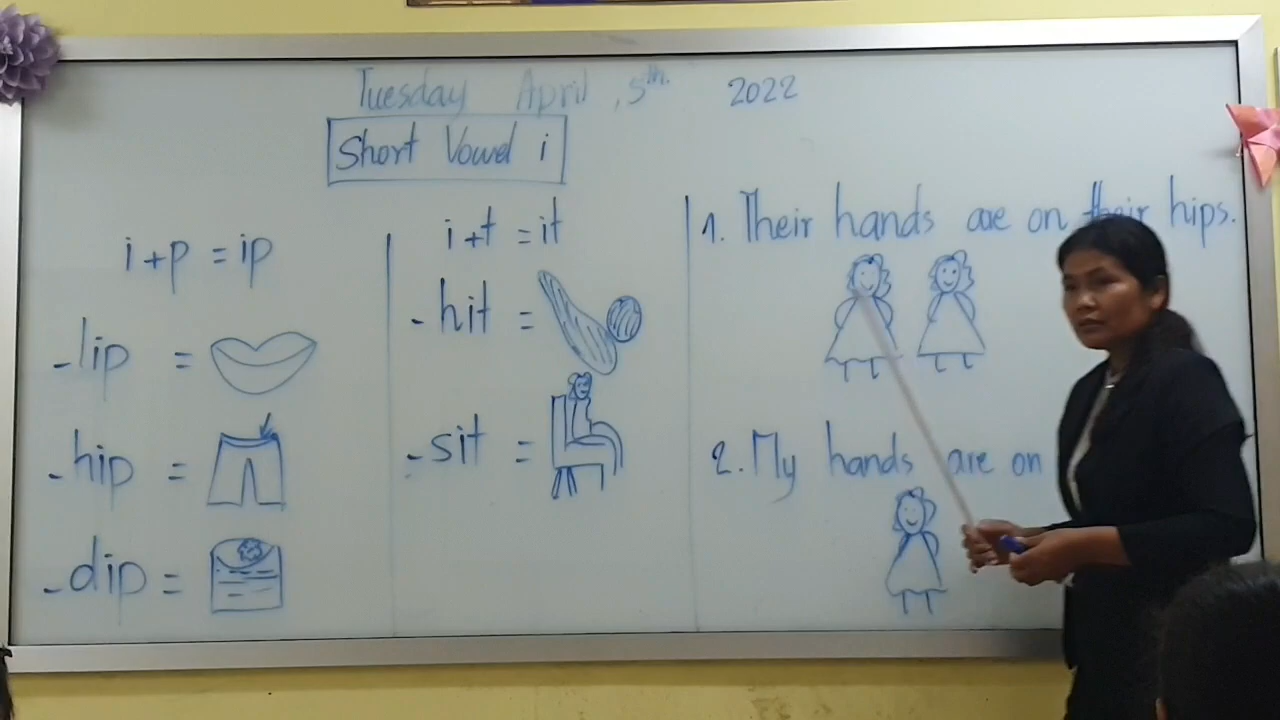 Tuesday April, 5th. 2022
Short Vowel i
i+p = ip
-lip =
-hip =
-dip =
i+t = it
-hit =
-sit =
1. Their hands are on their hips.
2. My hands are on